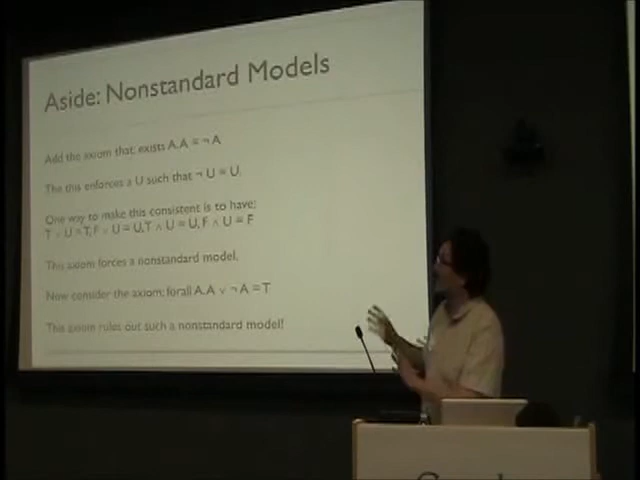 Aside: Nonstandard Models
Add the axiom that: exists A. A = ¬ A
The this enforces a U such that ¬ U = U.
One way to make this consistent is to have:
T ∨ U = T, F ∨ U = U, T ∧ U = U, F ∧ U = F
This axiom forces a nonstandard model.
Now consider the axiom: forall A. A ∨ ¬ A = T
This axiom rules out such a nonstandard model!